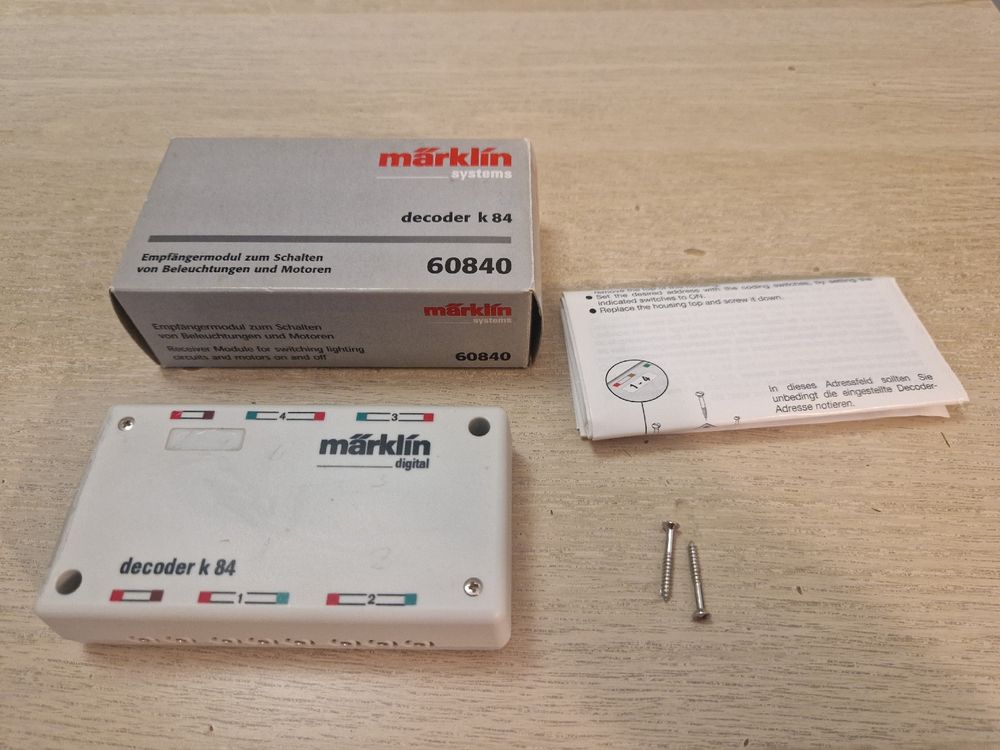 märklin
systems
decoder k 84
Empfängermodul zum Schalten
von Beleuchtungen und Motoren
60840
märklin
systems
Empfängermodul zum Schalten
von Beleuchtungen und Motoren
Receiver Module for switching lighting
circuits and motors on and off
60840
● Set the desired address with the coding switches, by setting the
indicated switches to ON.
● Replace the housing top and screw it down.
1-4
In dieses Adressfeld sollten Sie
unbedingt die eingestellte Decoder-
Adresse notieren.
4
3
märklin
digital
decoder k 84
1
2